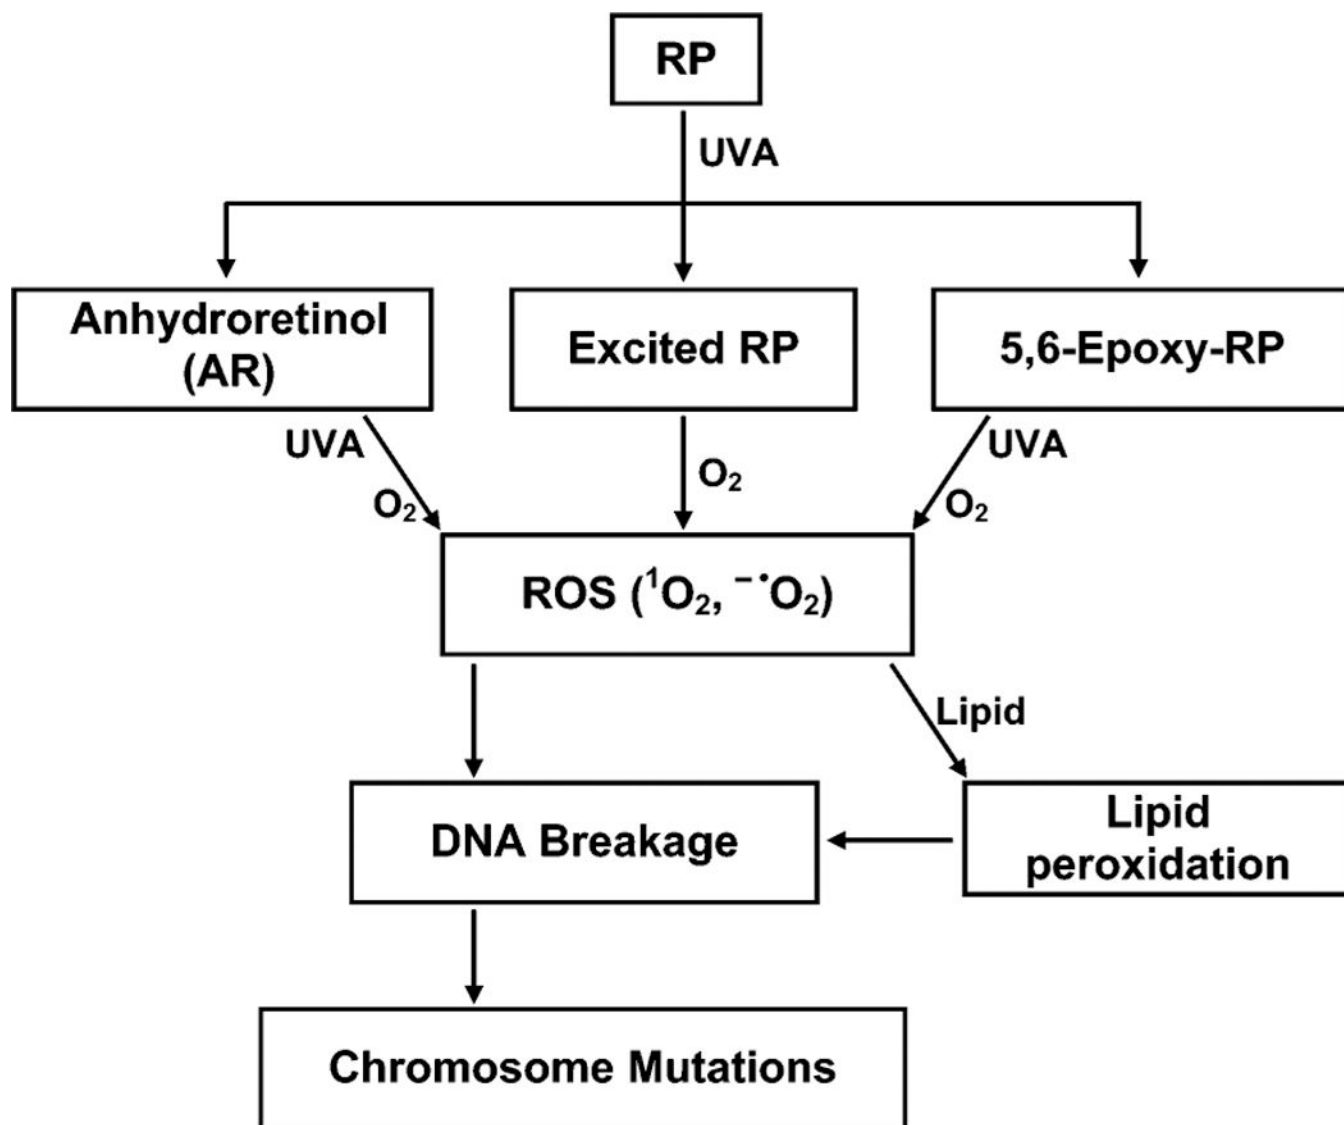 RP
UVA
Anhydroretinol
(AR)
Excited RP
5,6-Epoxy-RP
UVA
O₂
O₂
UVA
O₂
ROS (¹O₂, ⁻˙O₂)
Lipid
DNA Breakage
Lipid
peroxidation
Chromosome Mutations